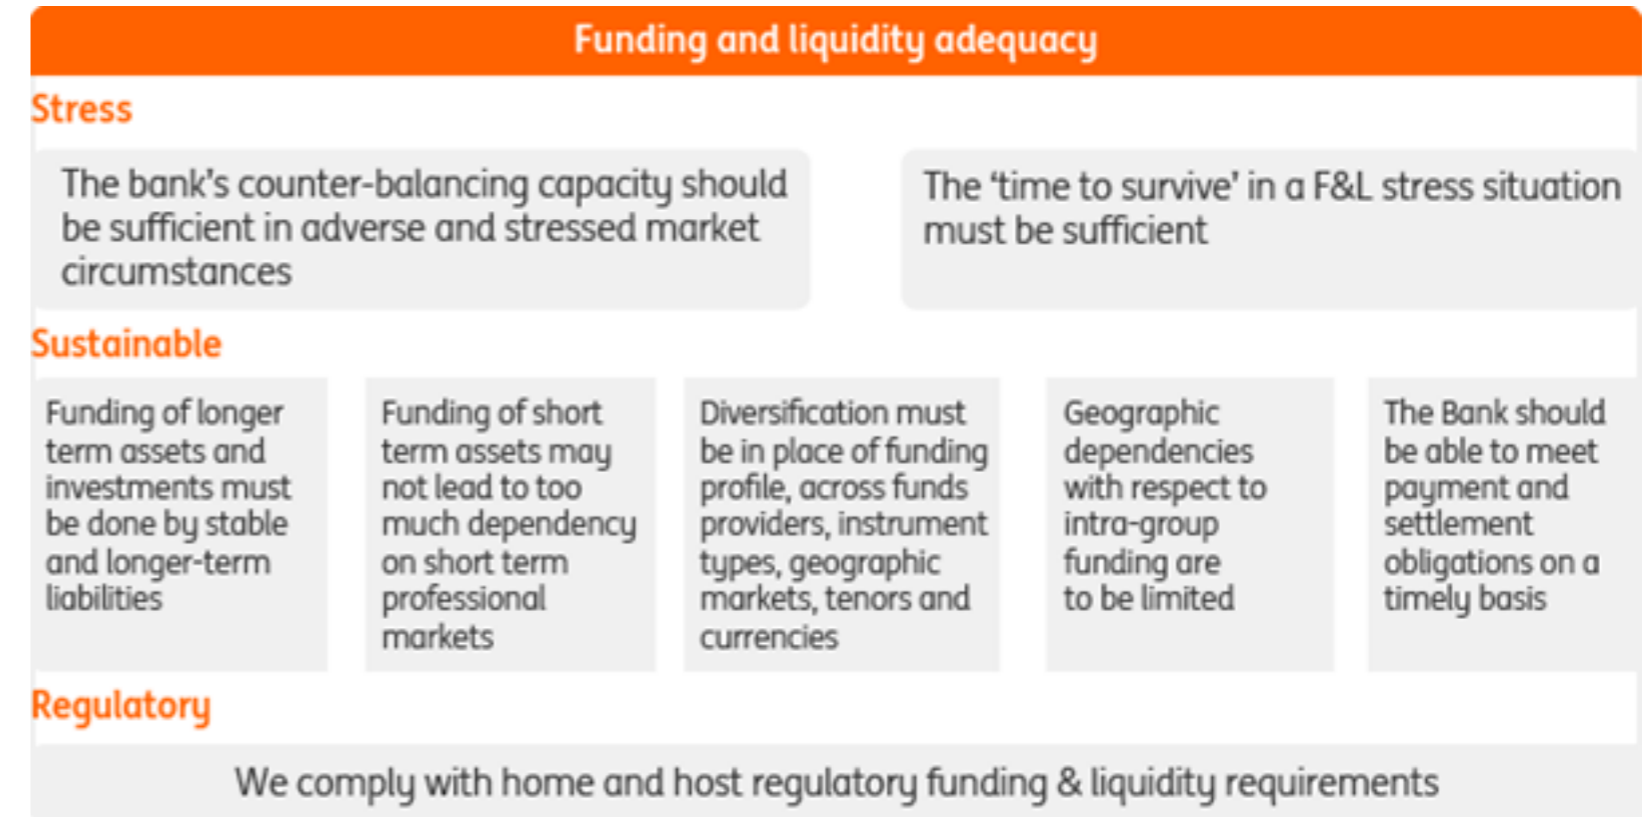 Funding and liquidity adequacy
Stress
The bank's counter-balancing capacity should
be sufficient in adverse and stressed market
circumstances
The 'time to survive' in a F&L stress situation
must be sufficient
Sustainable
Funding of longer
term assets and
investments must
be done by stable
and longer-term
liabilities
Funding of short
term assets may
not lead to too
much dependency
on short term
professional
markets
Diversification must
be in place of funding
profile, across funds
providers, instrument
types, geographic
markets, tenors and
currencies
Geographic
dependencies
with respect to
intra-group
funding are
to be limited
The Bank should
be able to meet
payment and
settlement
obligations on a
timely basis
Regulatory
We comply with home and host regulatory funding & liquidity requirements